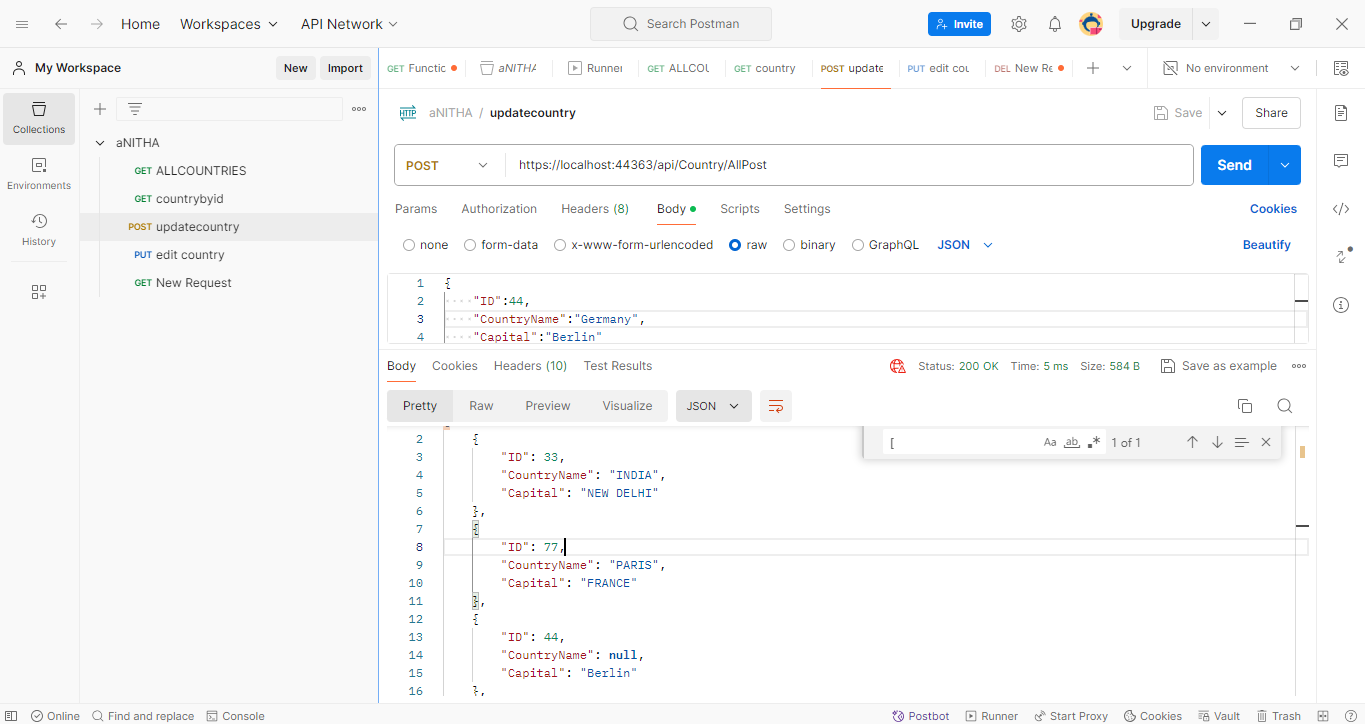 Home Workspaces API Network Search Postman Invite Upgrade
My Workspace New Import GET Functic aNITHA Runner GET ALLCOU GET country POST update PUT edit cou DEL New Re No environment
Collections
Environments
History
aNITHA
GET ALLCOUNTRIES
GET countrybyid
POST updatecountry
PUT edit country
GET New Request
HTTP aNITHA / updatecountry Save Share
POST https://localhost:44363/api/Country/AllPost Send
Params Authorization Headers (8) Body Scripts Settings Cookies
none form-data x-www-form-urlencoded raw binary GraphQL JSON Beautify
1 {
2 "ID":44,
3 "CountryName":"Germany",
4 "Capital":"Berlin"
Body Cookies Headers (10) Test Results Status: 200 OK Time: 5 ms Size: 584 B Save as example
Pretty Raw Preview Visualize JSON
[ Aa ab 1 of 1
2 {
3 "ID": 33,
4 "CountryName": "INDIA",
5 "Capital": "NEW DELHI"
6 },
7 {
8 "ID": 77,
9 "CountryName": "PARIS",
10 "Capital": "FRANCE"
11 },
12 {
13 "ID": 44,
14 "CountryName": null,
15 "Capital": "Berlin"
16 },
Online Find and replace Console Postbot Runner Start Proxy Cookies Vault Trash